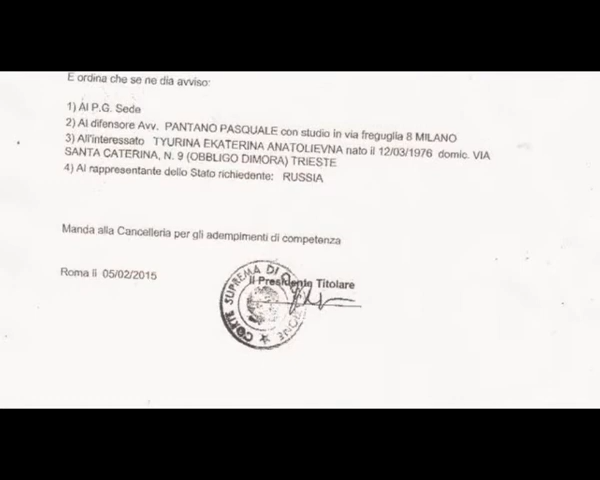 E ordina che se ne dia avviso:
1) Al P.G. Sede
2) Al difensore Avv. PANTANO PASQUALE con studio in via freguglia 8 MILANO
3) All'interessato TYURINA EKATERINA ANATOLIEVNA nato il 12/03/1976 domic. VIA
SANTA CATERINA, N. 9 (OBBLIGO DIMORA) TRIESTE
4) Al rappresentante dello Stato richiedente: RUSSIA
Manda alla Cancelleria per gli adempimenti di competenza
Roma li 05/02/2015
Il Presidente Titolare
CORTE SUPREMA DI